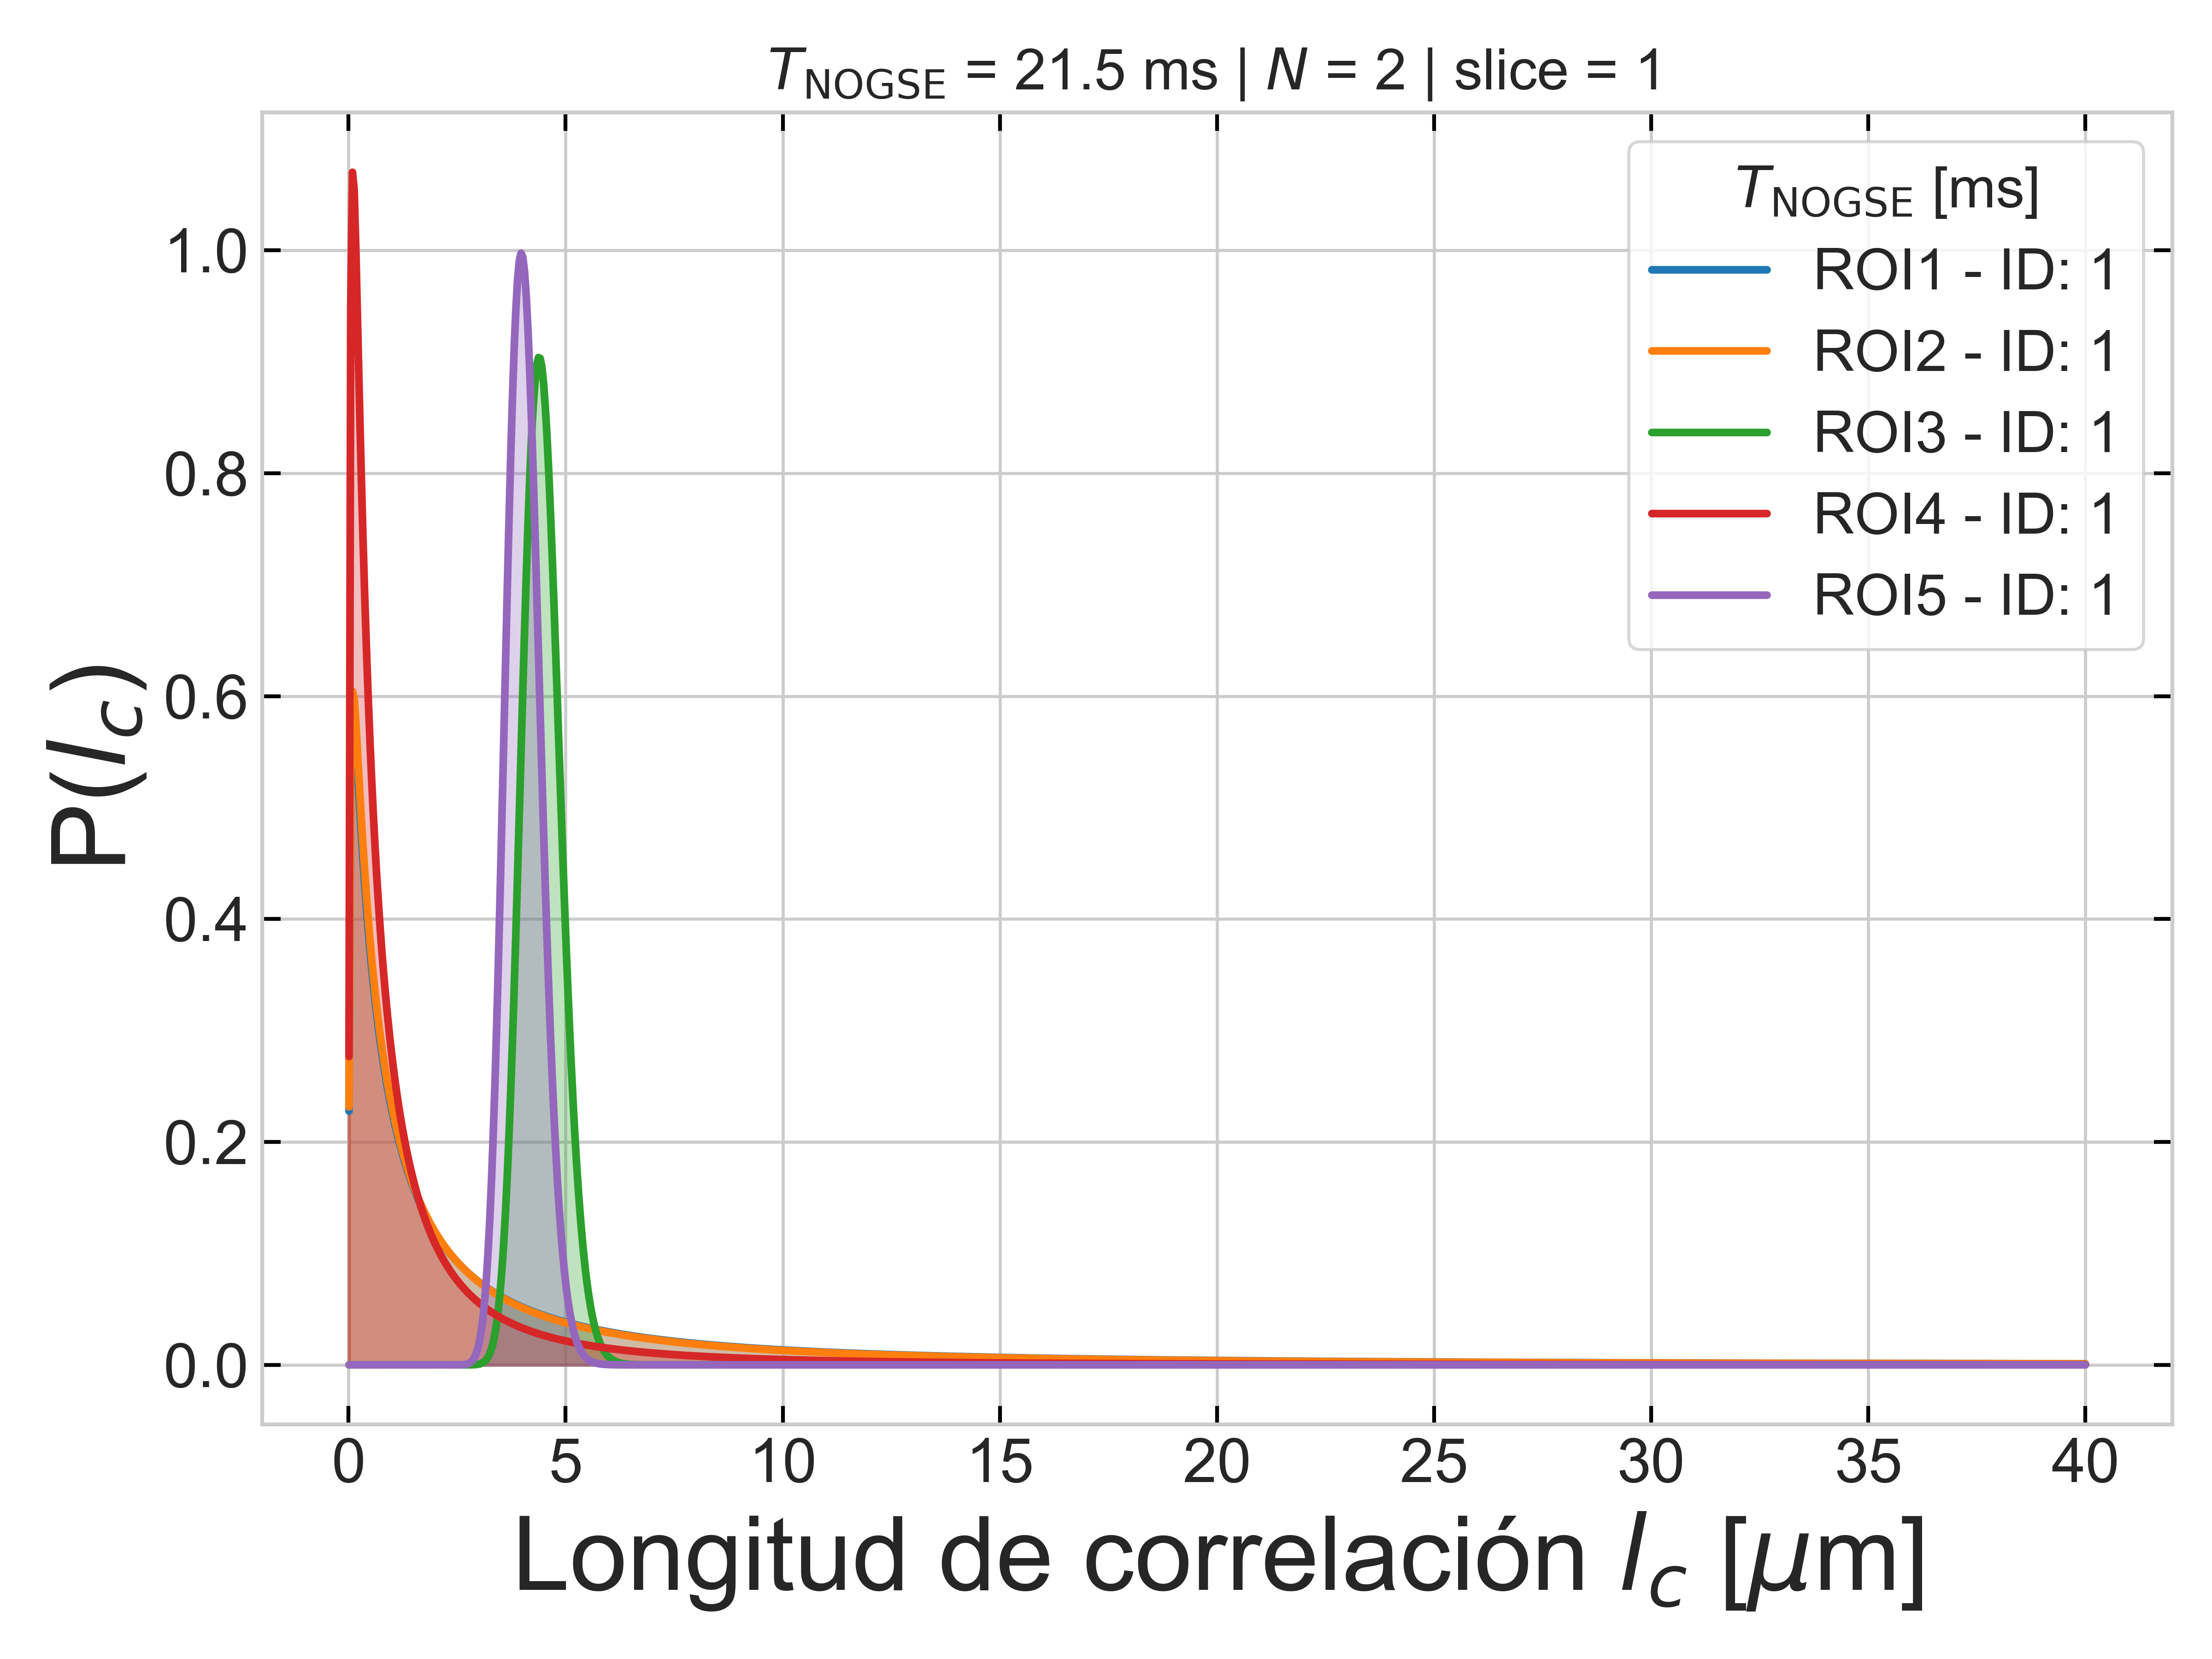 T_NOGSE = 21.5 ms | N = 2 | slice = 1
T_NOGSE [ms]
ROI1 - ID: 1
ROI2 - ID: 1
ROI3 - ID: 1
ROI4 - ID: 1
ROI5 - ID: 1
P(l_c)
1.0
0.8
0.6
0.4
0.2
0.0
0 5 10 15 20 25 30 35 40
Longitud de correlación l_c [μm]